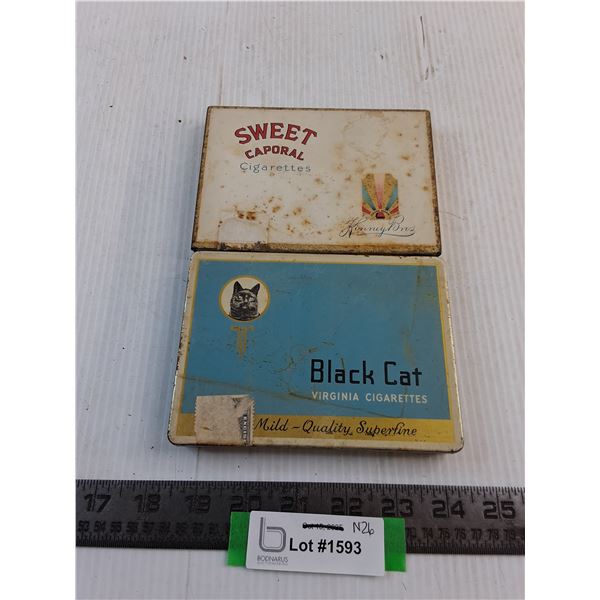 SWEET
CAPORAL
Cigarettes
Kinney Bros
Black Cat
VIRGINIA CIGARETTES
Mild - Quality Superfine
17 18 19 20 21 22 23 24 25
N26
Lot #1593
BODNARUS